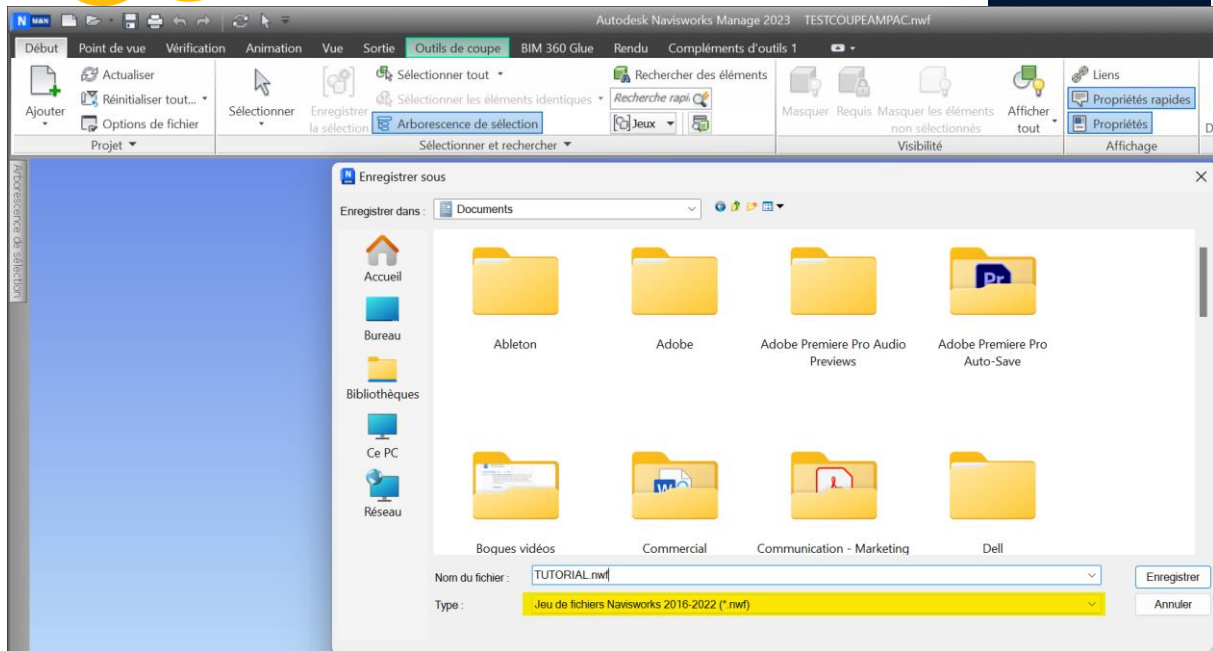 N MAN
Autodesk Navisworks Manage 2023 TESTCOUPEAMPAC.nwf
Début Point de vue Vérification Animation Vue Sortie Outils de coupe BIM 360 Glue Rendu Compléments d'outils 1
Ajouter
Actualiser
Réinitialiser tout...
Options de fichier
Projet
Sélectionner
Enregistrer
la sélection
Sélectionner tout
Sélectionner les éléments identiques
Arborescence de sélection
Rechercher des éléments
Recherche rapi
Jeux
Sélectionner et rechercher
Masquer Requis Masquer les éléments
non sélectionnés
Afficher
tout
Visibilité
Liens
Propriétés rapides
Propriétés
Affichage
D
Arborescence de sélection
N
Enregistrer sous
Enregistrer dans : Documents
Accueil
Bureau
Bibliothèques
Ce PC
Réseau
Pr
Ableton
Adobe
Adobe Premiere Pro Audio
Previews
Adobe Premiere Pro
Auto-Save
Bogues vidéos
Commercial
Communication - Marketing
Dell
Nom du fichier : TUTORIAL.nwf
Enregistrer
Type : Jeu de fichiers Navisworks 2016-2022 (*.nwf)
Annuler